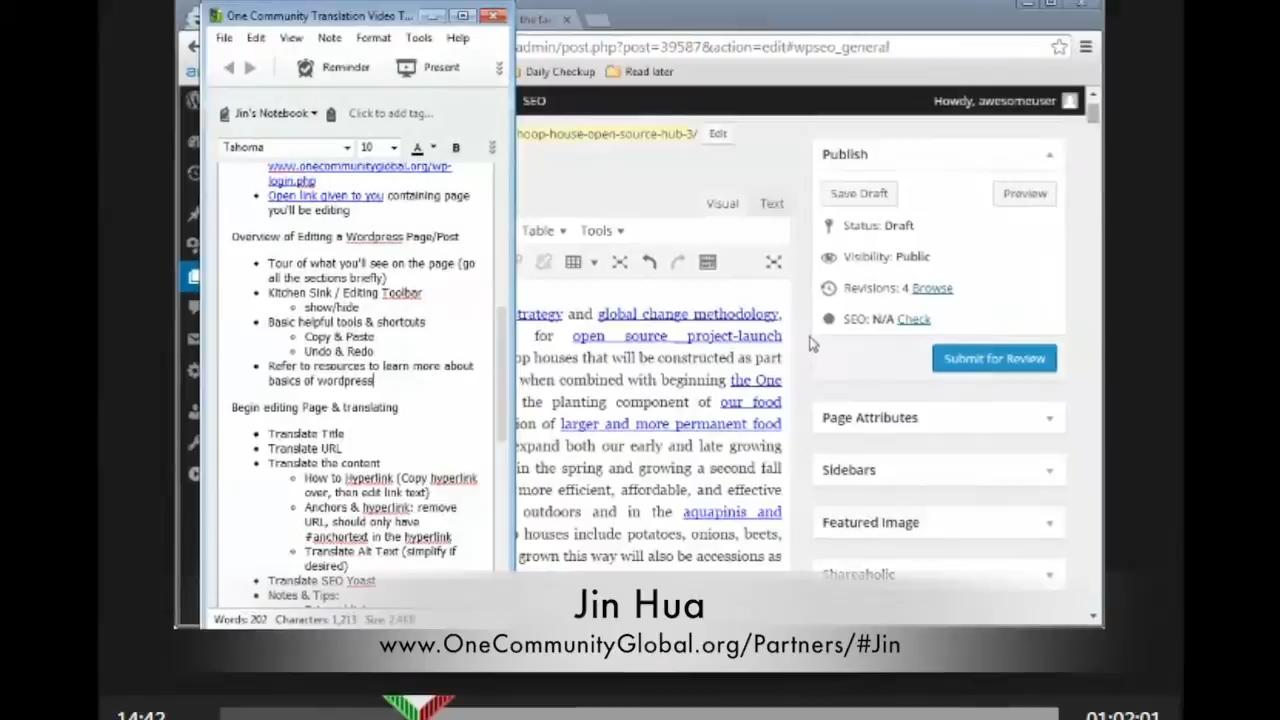 One Community Translation Video T...
File Edit View Note Format Tools Help
Reminder Present
Jin's Notebook Click to add tag...
Tahoma 10 A B
www.onecommunityglobal.org/wp-
login.php
Open link given to you containing page
you'll be editing
Overview of Editing a Wordpress Page/Post
Tour of what you'll see on the page (go
all the sections briefly)
Kitchen Sink / Editing Toolbar
show/hide
Basic helpful tools & shortcuts
Copy & Paste
Undo & Redo
Refer to resources to learn more about
basics of wordpress
Begin editing Page & translating
Translate Title
Translate URL
Translate the content
How to Hyperlink (Copy hyperlink
over, then edit link text)
Anchors & hyperlink: remove
URL, should only have
#anchortext in the hyperlink
Translate Alt Text (simplify if
desired)
Translate SEO Yoast
Notes & Tips:
Words: 202 Characters: 1,213 Size: 2.4KB
admin/post.php?post=39587&action=edit#wpseo_general
Daily Checkup Read later
SEO Howdy, awesomeuser
hoop-house-open-source-hub-3/ Edit
Visual Text
Table Tools
trategy and global change methodology,
for open source project-launch
op houses that will be constructed as part
when combined with beginning the One
the planting component of our food
on of larger and more permanent food
expand both our early and late growing
in the spring and growing a second fall
more efficient, affordable, and effective
outdoors and in the aquapinis and
houses include potatoes, onions, beets,
grown this way will also be accessions as
Publish
Save Draft Preview
Status: Draft
Visibility: Public
Revisions: 4 Browse
SEO: N/A Check
Submit for Review
Page Attributes
Sidebars
Featured Image
Shareaholic
Jin Hua
www.OneCommunityGlobal.org/Partners/#Jin
14:42 01:02:01